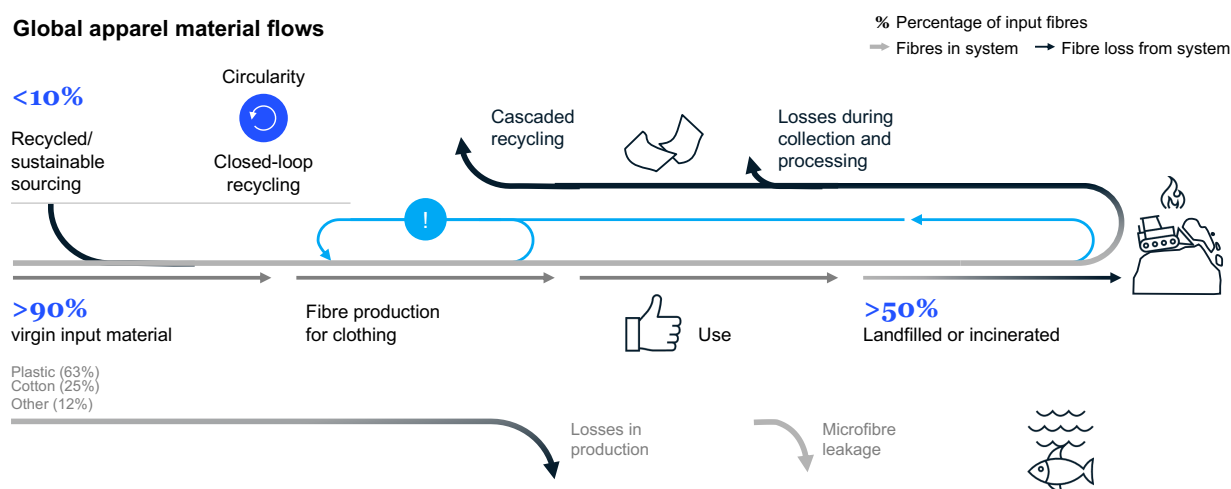 Global apparel material flows
% Percentage of input fibres
Fibres in system
Fibre loss from system
<10%
Recycled/
sustainable
sourcing
Circularity
Closed-loop
recycling
Cascaded
recycling
Losses during
collection and
processing
!
>90%
virgin input material
Fibre production
for clothing
Use
>50%
Landfilled or incinerated
Plastic (63%)
Cotton (25%)
Other (12%)
Losses in
production
Microfibre
leakage